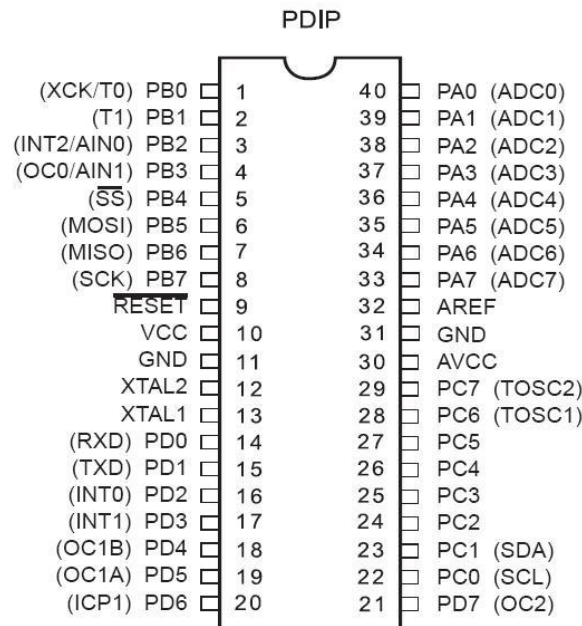 PDIP
(XCK/T0) PB0 1 40 PA0 (ADC0)
(T1) PB1 2 39 PA1 (ADC1)
(INT2/AIN0) PB2 3 38 PA2 (ADC2)
(OC0/AIN1) PB3 4 37 PA3 (ADC3)
(SS) PB4 5 36 PA4 (ADC4)
(MOSI) PB5 6 35 PA5 (ADC5)
(MISO) PB6 7 34 PA6 (ADC6)
(SCK) PB7 8 33 PA7 (ADC7)
RESET 9 32 AREF
VCC 10 31 GND
GND 11 30 AVCC
XTAL2 12 29 PC7 (TOSC2)
XTAL1 13 28 PC6 (TOSC1)
(RXD) PD0 14 27 PC5
(TXD) PD1 15 26 PC4
(INT0) PD2 16 25 PC3
(INT1) PD3 17 24 PC2
(OC1B) PD4 18 23 PC1 (SDA)
(OC1A) PD5 19 22 PC0 (SCL)
(ICP1) PD6 20 21 PD7 (OC2)